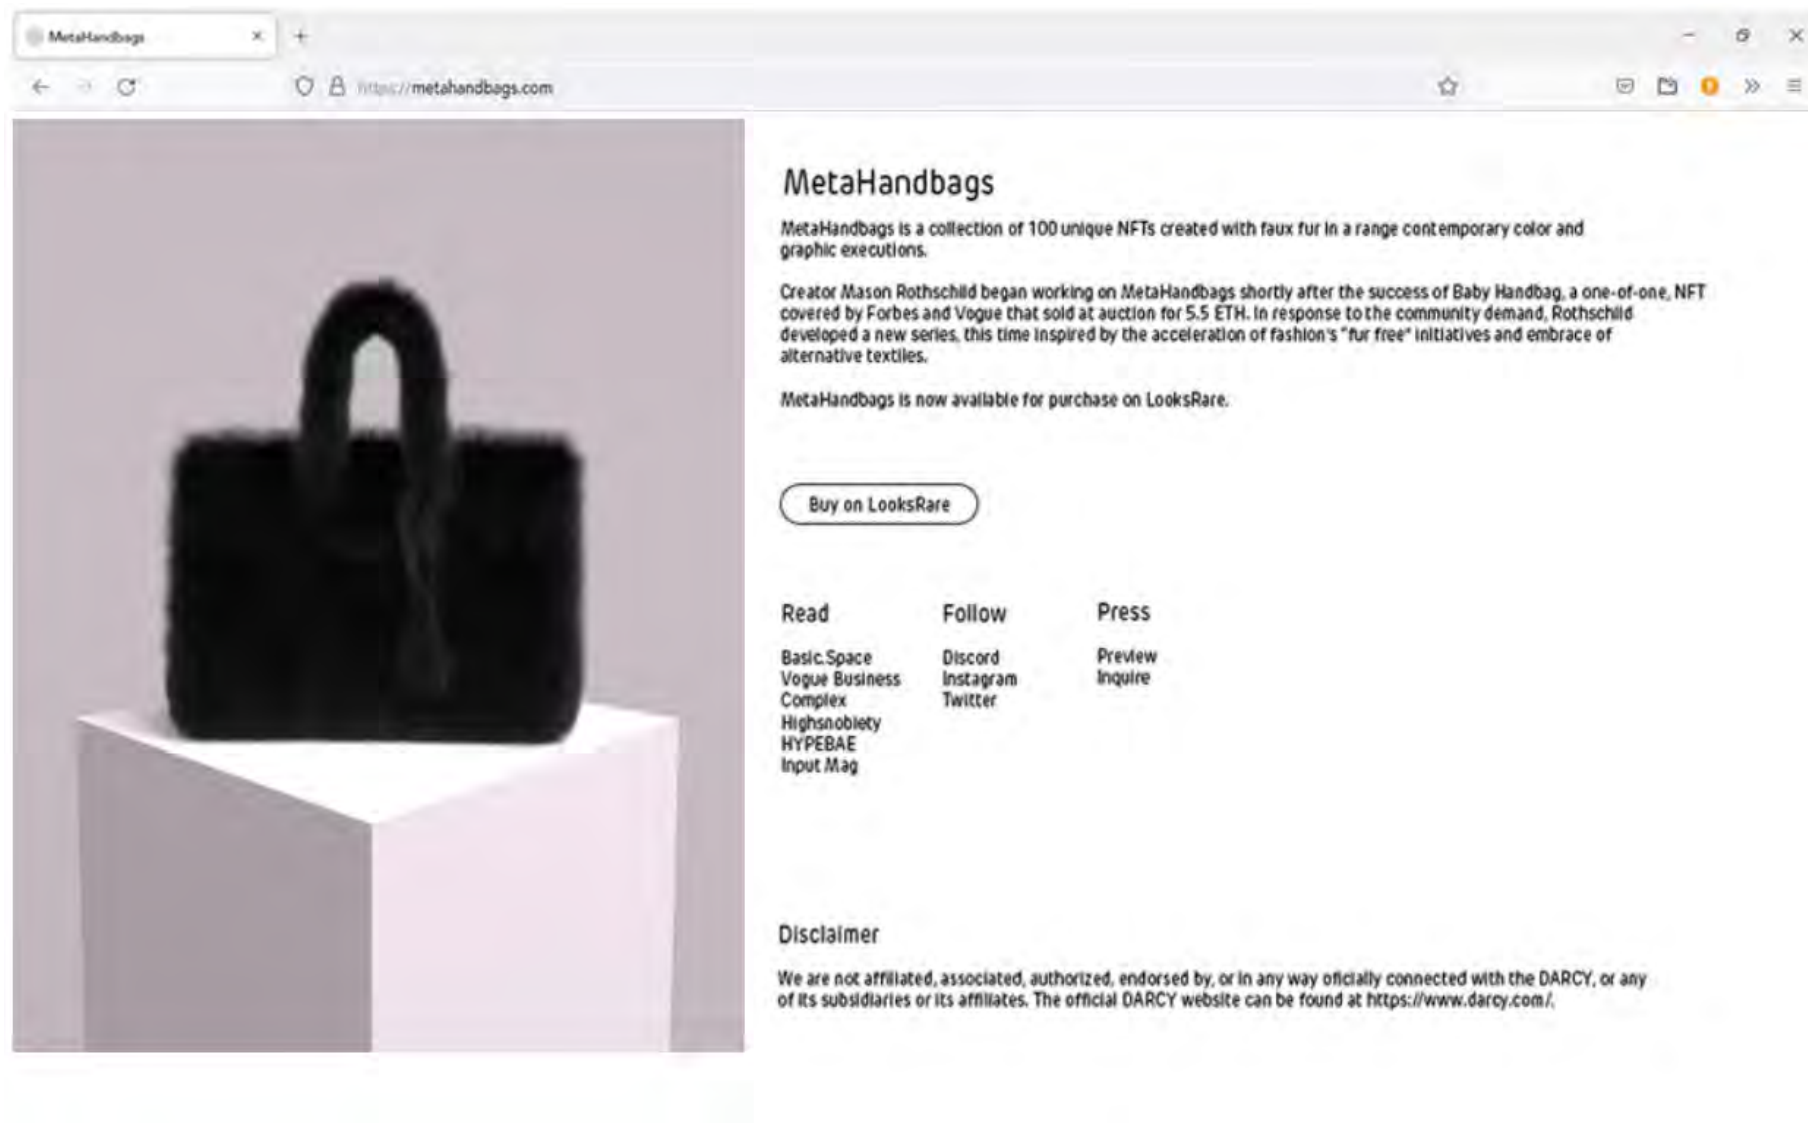 MetaHandbags
https://metahandbags.com
MetaHandbags
MetaHandbags is a collection of 100 unique NFTs created with faux fur in a range contemporary color and
graphic executions.
Creator Mason Rothschild began working on MetaHandbags shortly after the success of Baby Handbag, a one-of-one, NFT
covered by Forbes and Vogue that sold at auction for 5.5 ETH. In response to the community demand, Rothschild
developed a new series, this time inspired by the acceleration of fashion's "fur free" initiatives and embrace of
alternative textiles.
MetaHandbags is now available for purchase on LooksRare.
Buy on LooksRare
Read
Basic.Space
Vogue Business
Complex
Highsnobiety
HYPEBAE
Input Mag
Follow
Discord
Instagram
Twitter
Press
Preview
Inquire
Disclaimer
We are not affiliated, associated, authorized, endorsed by, or in any way oficially connected with the DARCY, or any
of its subsidiaries or its affiliates. The official DARCY website can be found at https://www.darcy.com/.